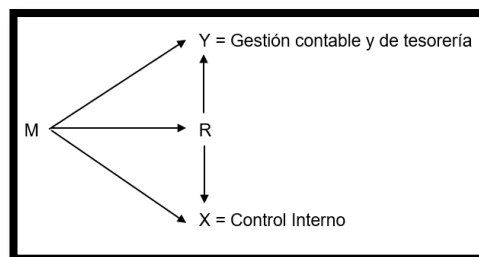 Y = Gestión contable y de tesorería
M
R
X = Control Interno